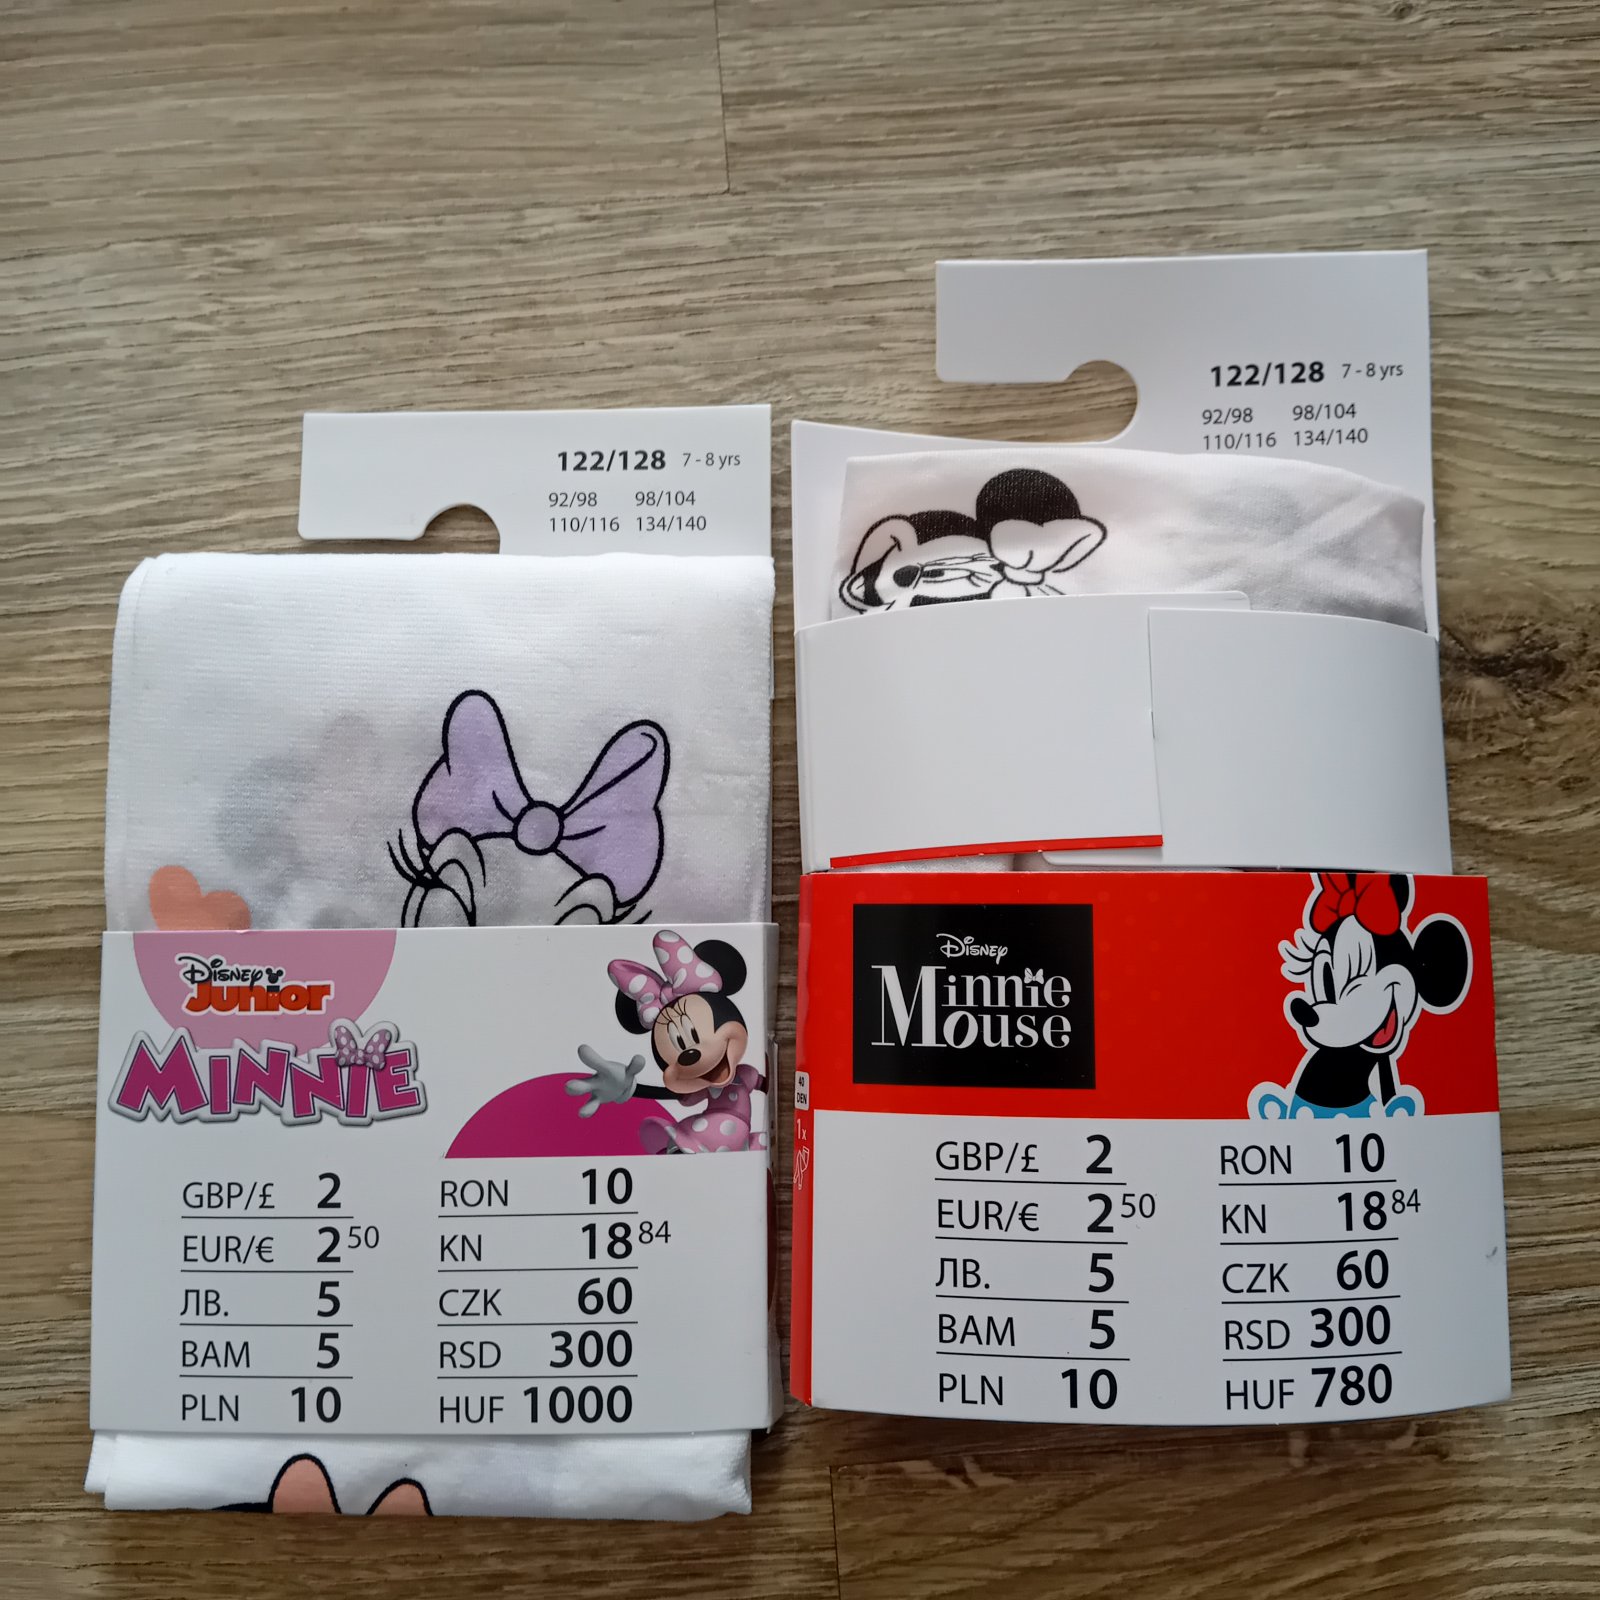 122/128 7 - 8 yrs
92/98 98/104
110/116 134/140
Disney
Junior
MINNIE
GBP/£ 2
EUR/€ 2 50
ЛВ. 5
BAM 5
PLN 10
RON 10
KN 18 84
CZK 60
RSD 300
HUF 1000
122/128 7 - 8 yrs
92/98 98/104
110/116 134/140
Disney
Minnie
Mouse
40
DEN
1x
GBP/£ 2
EUR/€ 2 50
ЛВ. 5
BAM 5
PLN 10
RON 10
KN 18 84
CZK 60
RSD 300
HUF 780